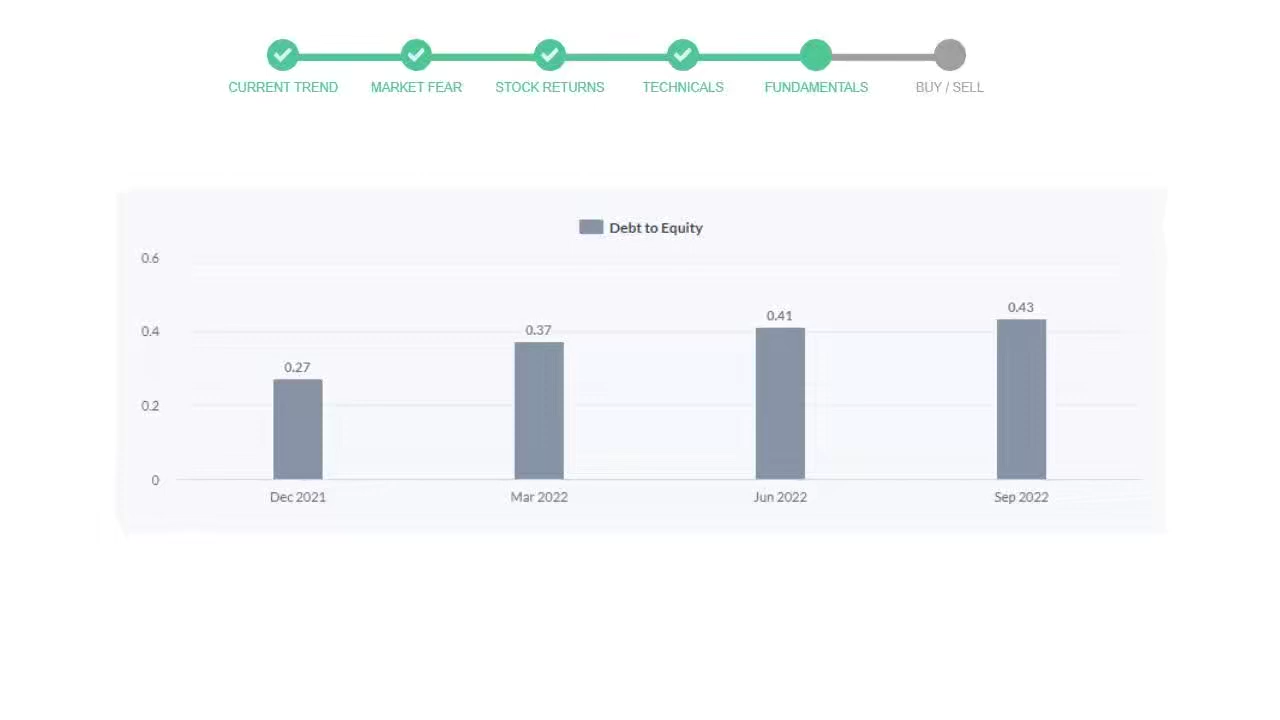 CURRENT TREND MARKET FEAR STOCK RETURNS TECHNICALS FUNDAMENTALS BUY / SELL
Debt to Equity
0.6
0.43
0.41
0.4
0.37
0.27
0.2
0
Dec 2021 Mar 2022 Jun 2022 Sep 2022